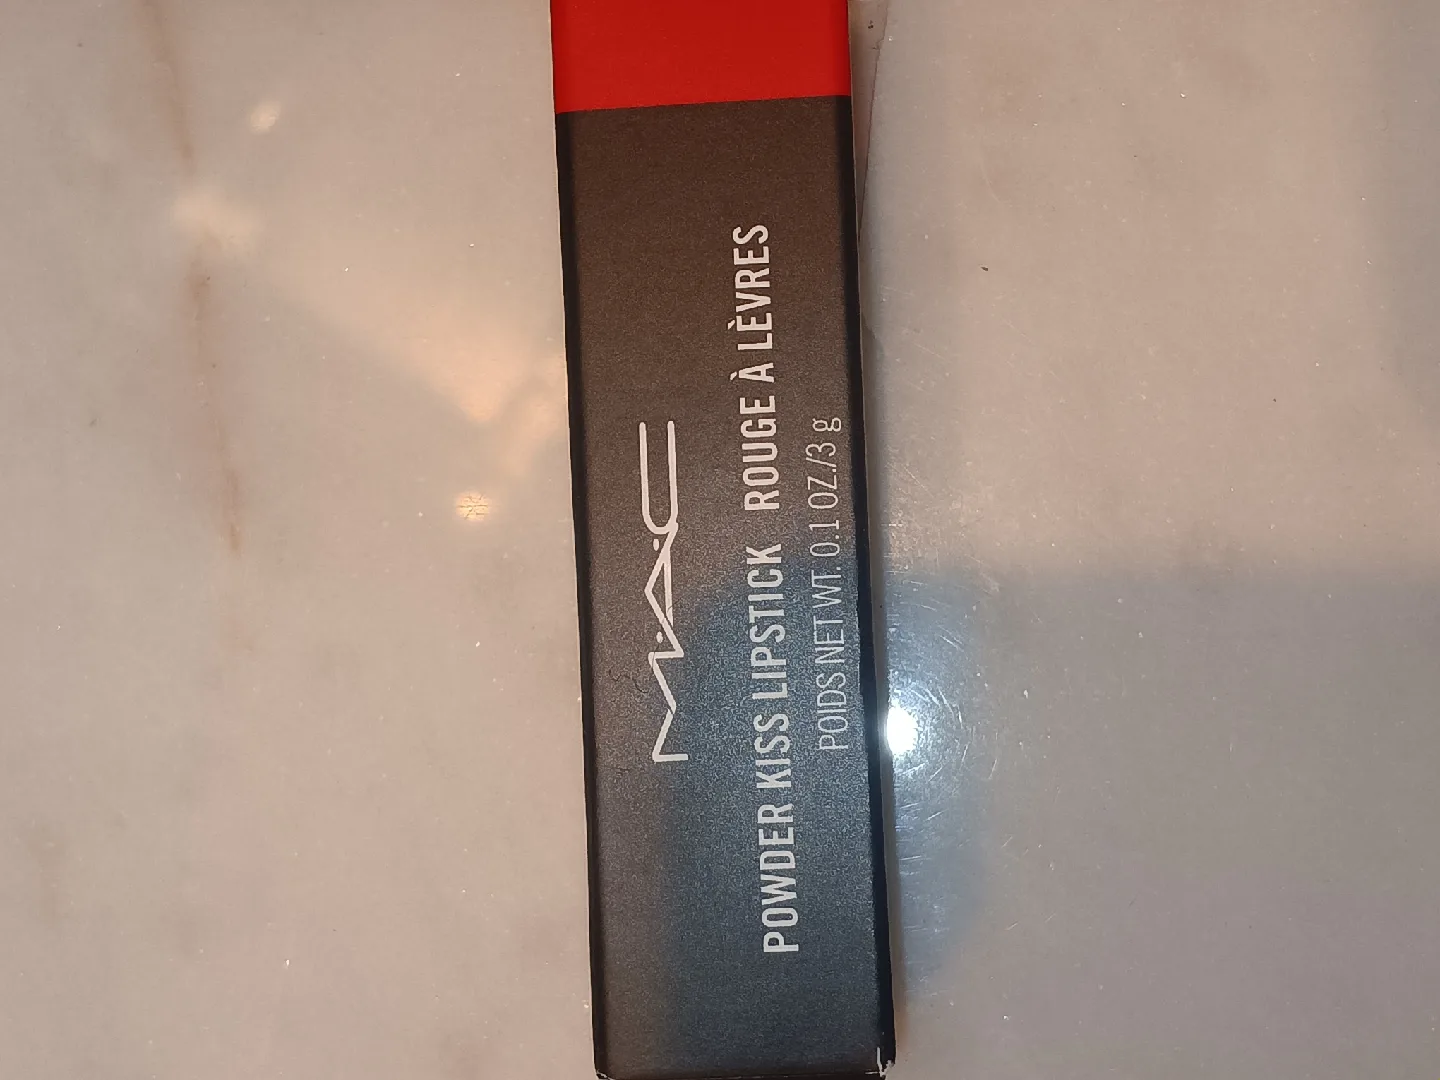 M·A·C
POWDER KISS LIPSTICK ROUGE À LÈVRES
POIDS NET WT. 0.1 OZ./3 g